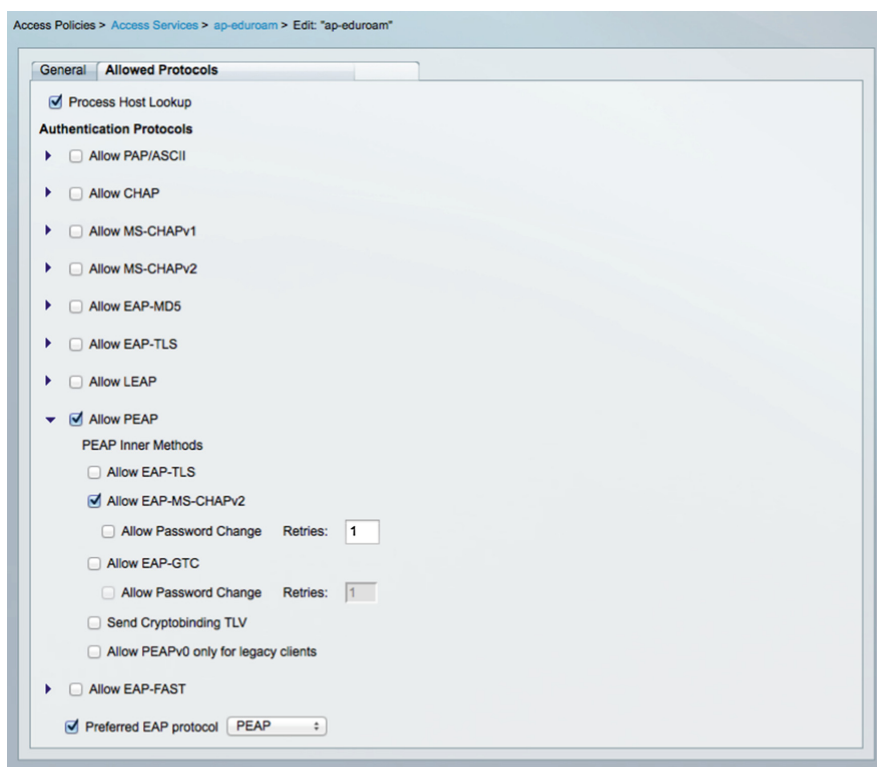 Access Policies > Access Services > ap-eduroam > Edit: "ap-eduroam"
General Allowed Protocols
Process Host Lookup
Authentication Protocols
Allow PAP/ASCII
Allow CHAP
Allow MS-CHAPv1
Allow MS-CHAPv2
Allow EAP-MD5
Allow EAP-TLS
Allow LEAP
Allow PEAP
PEAP Inner Methods
Allow EAP-TLS
Allow EAP-MS-CHAPv2
Allow Password Change Retries: 1
Allow EAP-GTC
Allow Password Change Retries: 1
Send Cryptobinding TLV
Allow PEAPv0 only for legacy clients
Allow EAP-FAST
Preferred EAP protocol PEAP